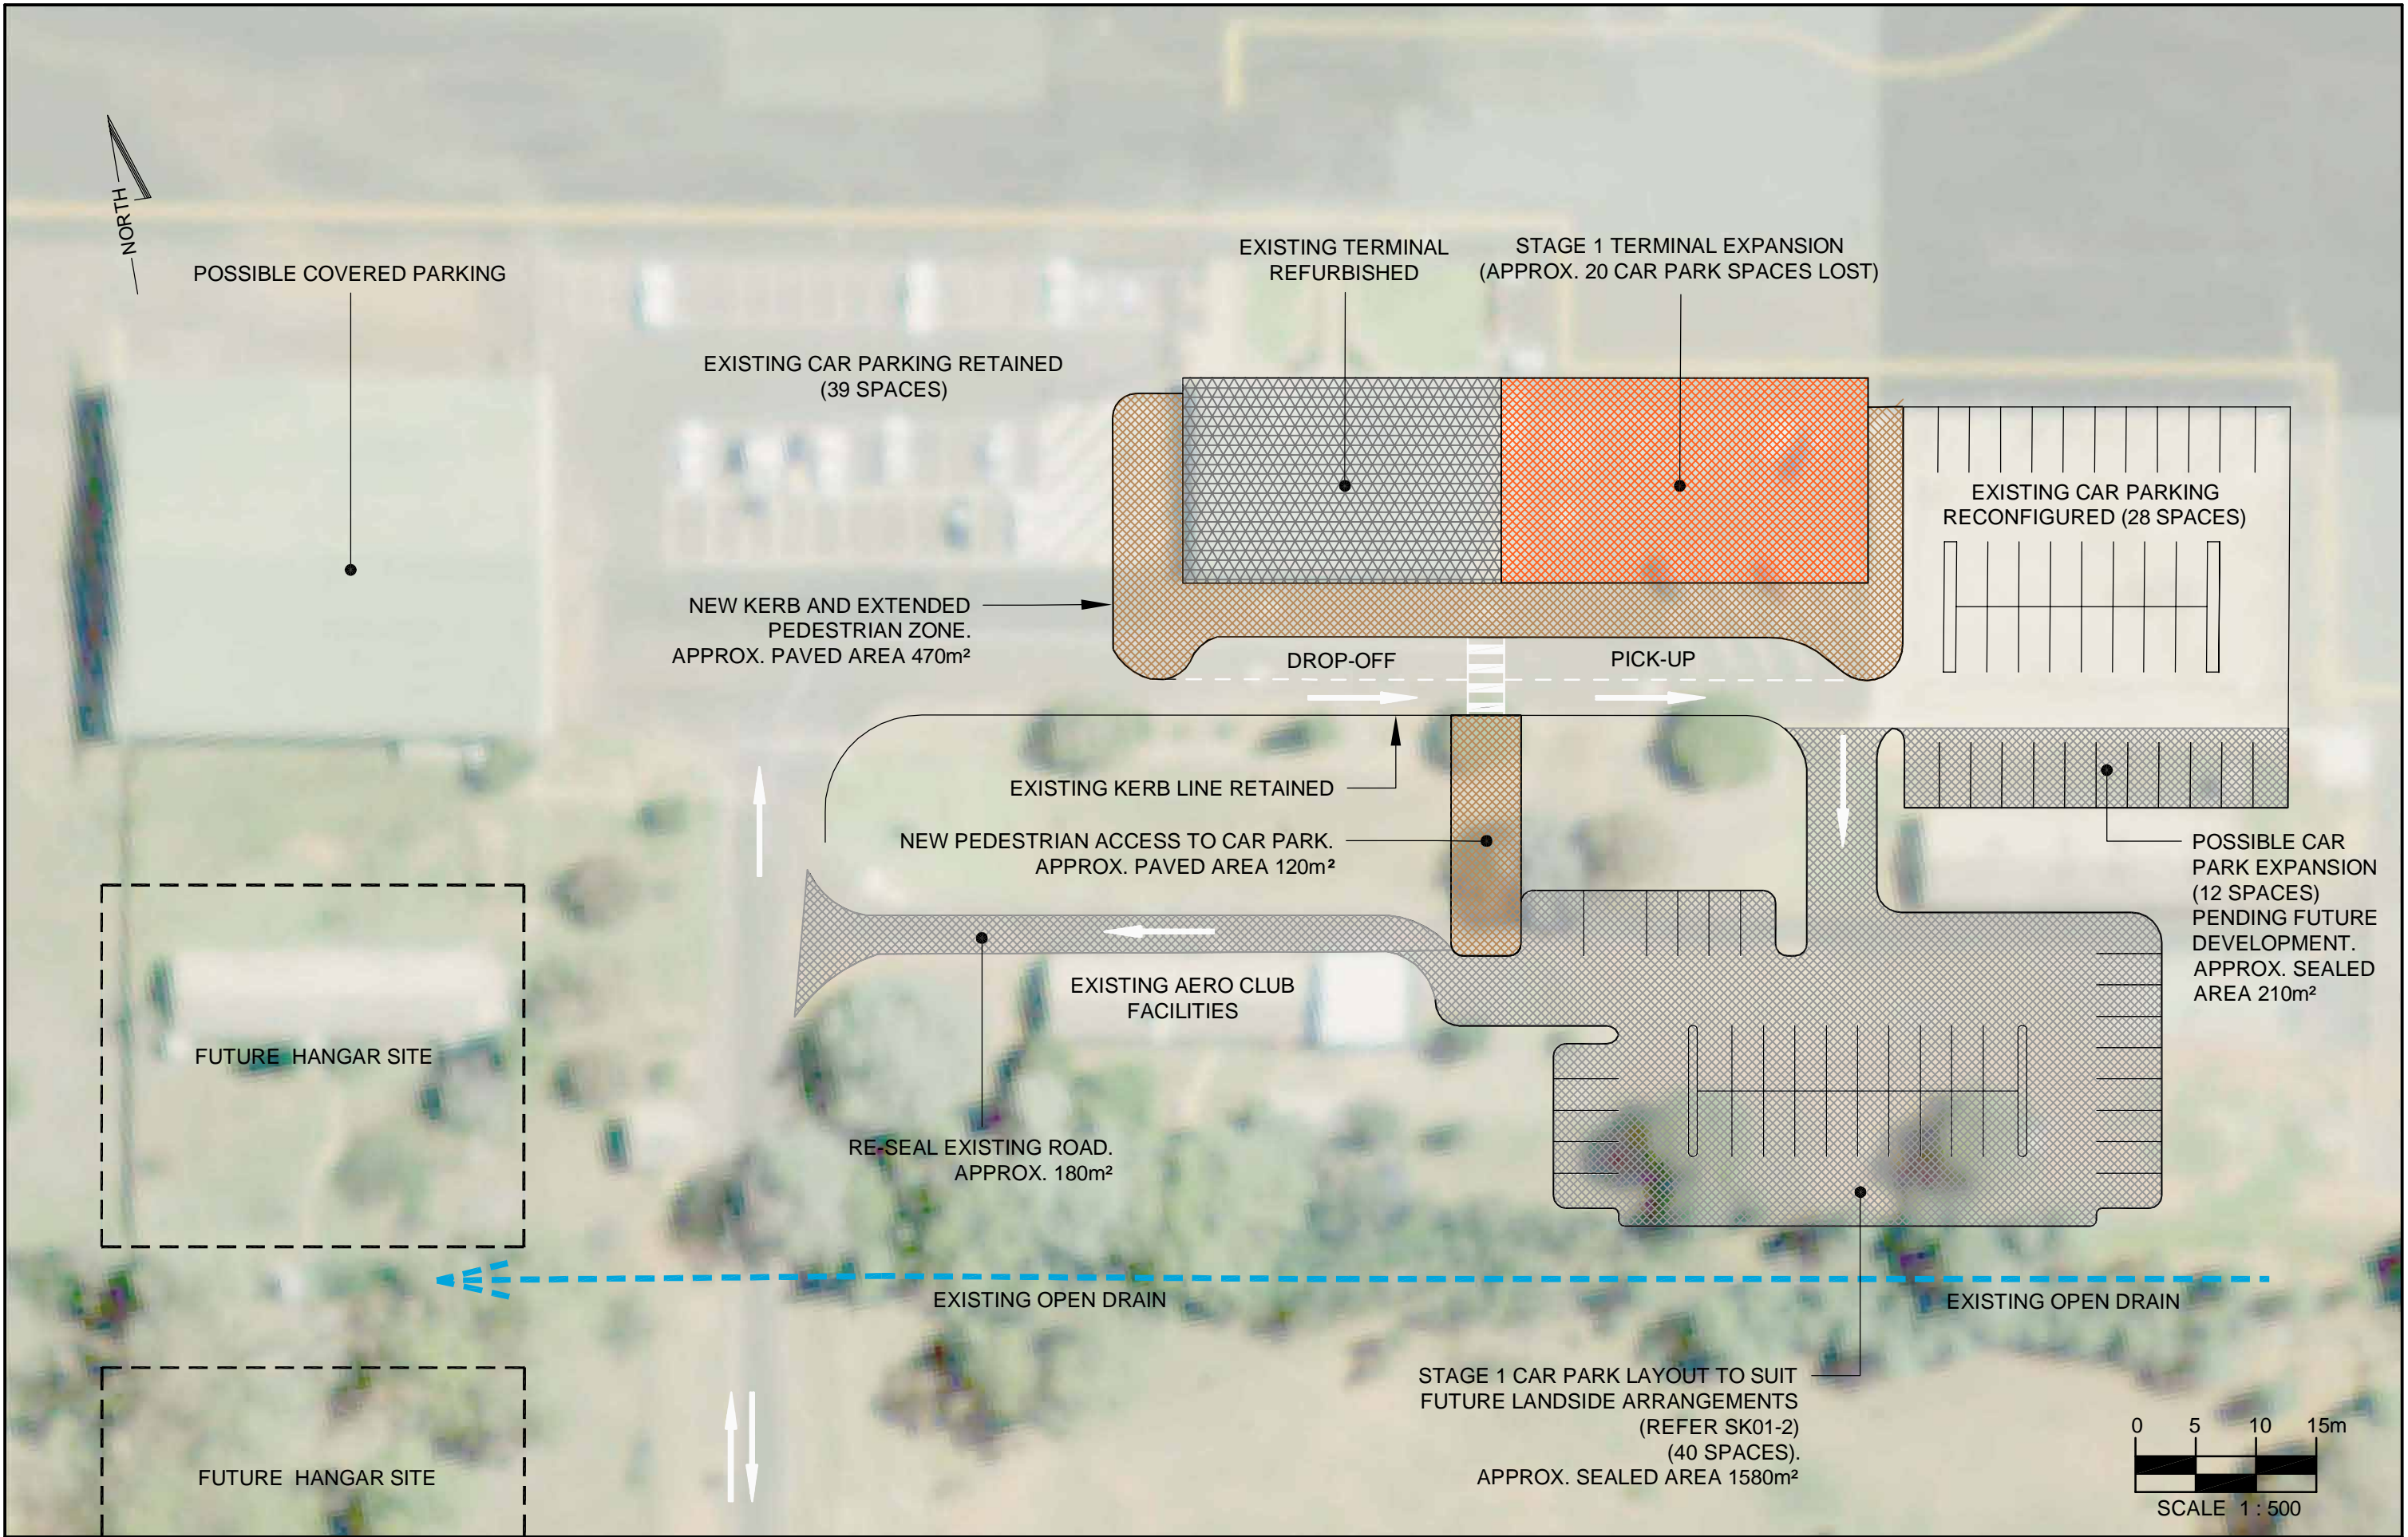 NORTH
POSSIBLE COVERED PARKING
EXISTING TERMINAL
REFURBISHED
STAGE 1 TERMINAL EXPANSION
(APPROX. 20 CAR PARK SPACES LOST)
EXISTING CAR PARKING RETAINED
(39 SPACES)
EXISTING CAR PARKING
RECONFIGURED (28 SPACES)
NEW KERB AND EXTENDED
PEDESTRIAN ZONE.
APPROX. PAVED AREA 470m²
DROP-OFF
PICK-UP
EXISTING KERB LINE RETAINED
NEW PEDESTRIAN ACCESS TO CAR PARK.
APPROX. PAVED AREA 120m²
POSSIBLE CAR
PARK EXPANSION
(12 SPACES)
PENDING FUTURE
DEVELOPMENT.
APPROX. SEALED
AREA 210m²
EXISTING AERO CLUB
FACILITIES
FUTURE HANGAR SITE
RE-SEAL EXISTING ROAD.
APPROX. 180m²
EXISTING OPEN DRAIN
EXISTING OPEN DRAIN
STAGE 1 CAR PARK LAYOUT TO SUIT
FUTURE LANDSIDE ARRANGEMENTS
(REFER SK01-2)
(40 SPACES).
APPROX. SEALED AREA 1580m²
FUTURE HANGAR SITE
0 5 10 15m
SCALE 1 : 500